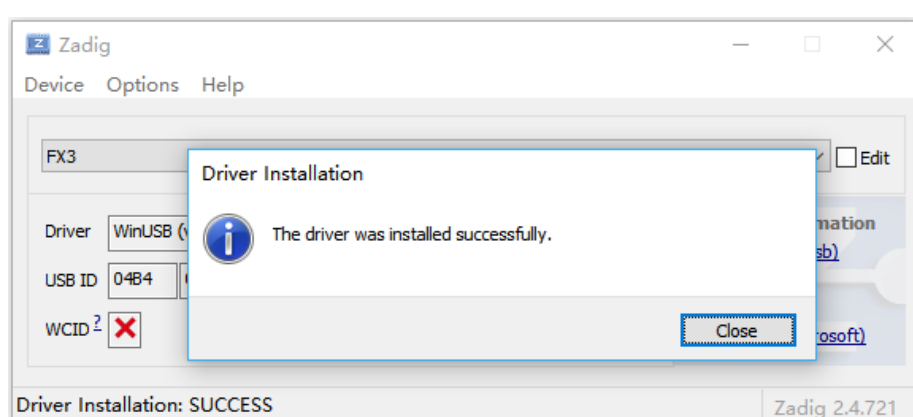 Zadig
Device Options Help
FX3
Edit
Driver Installation
The driver was installed successfully.
Driver WinUSB
USB ID 04B4
WCID ?
Close
Driver Installation: SUCCESS
Zadig 2.4.721